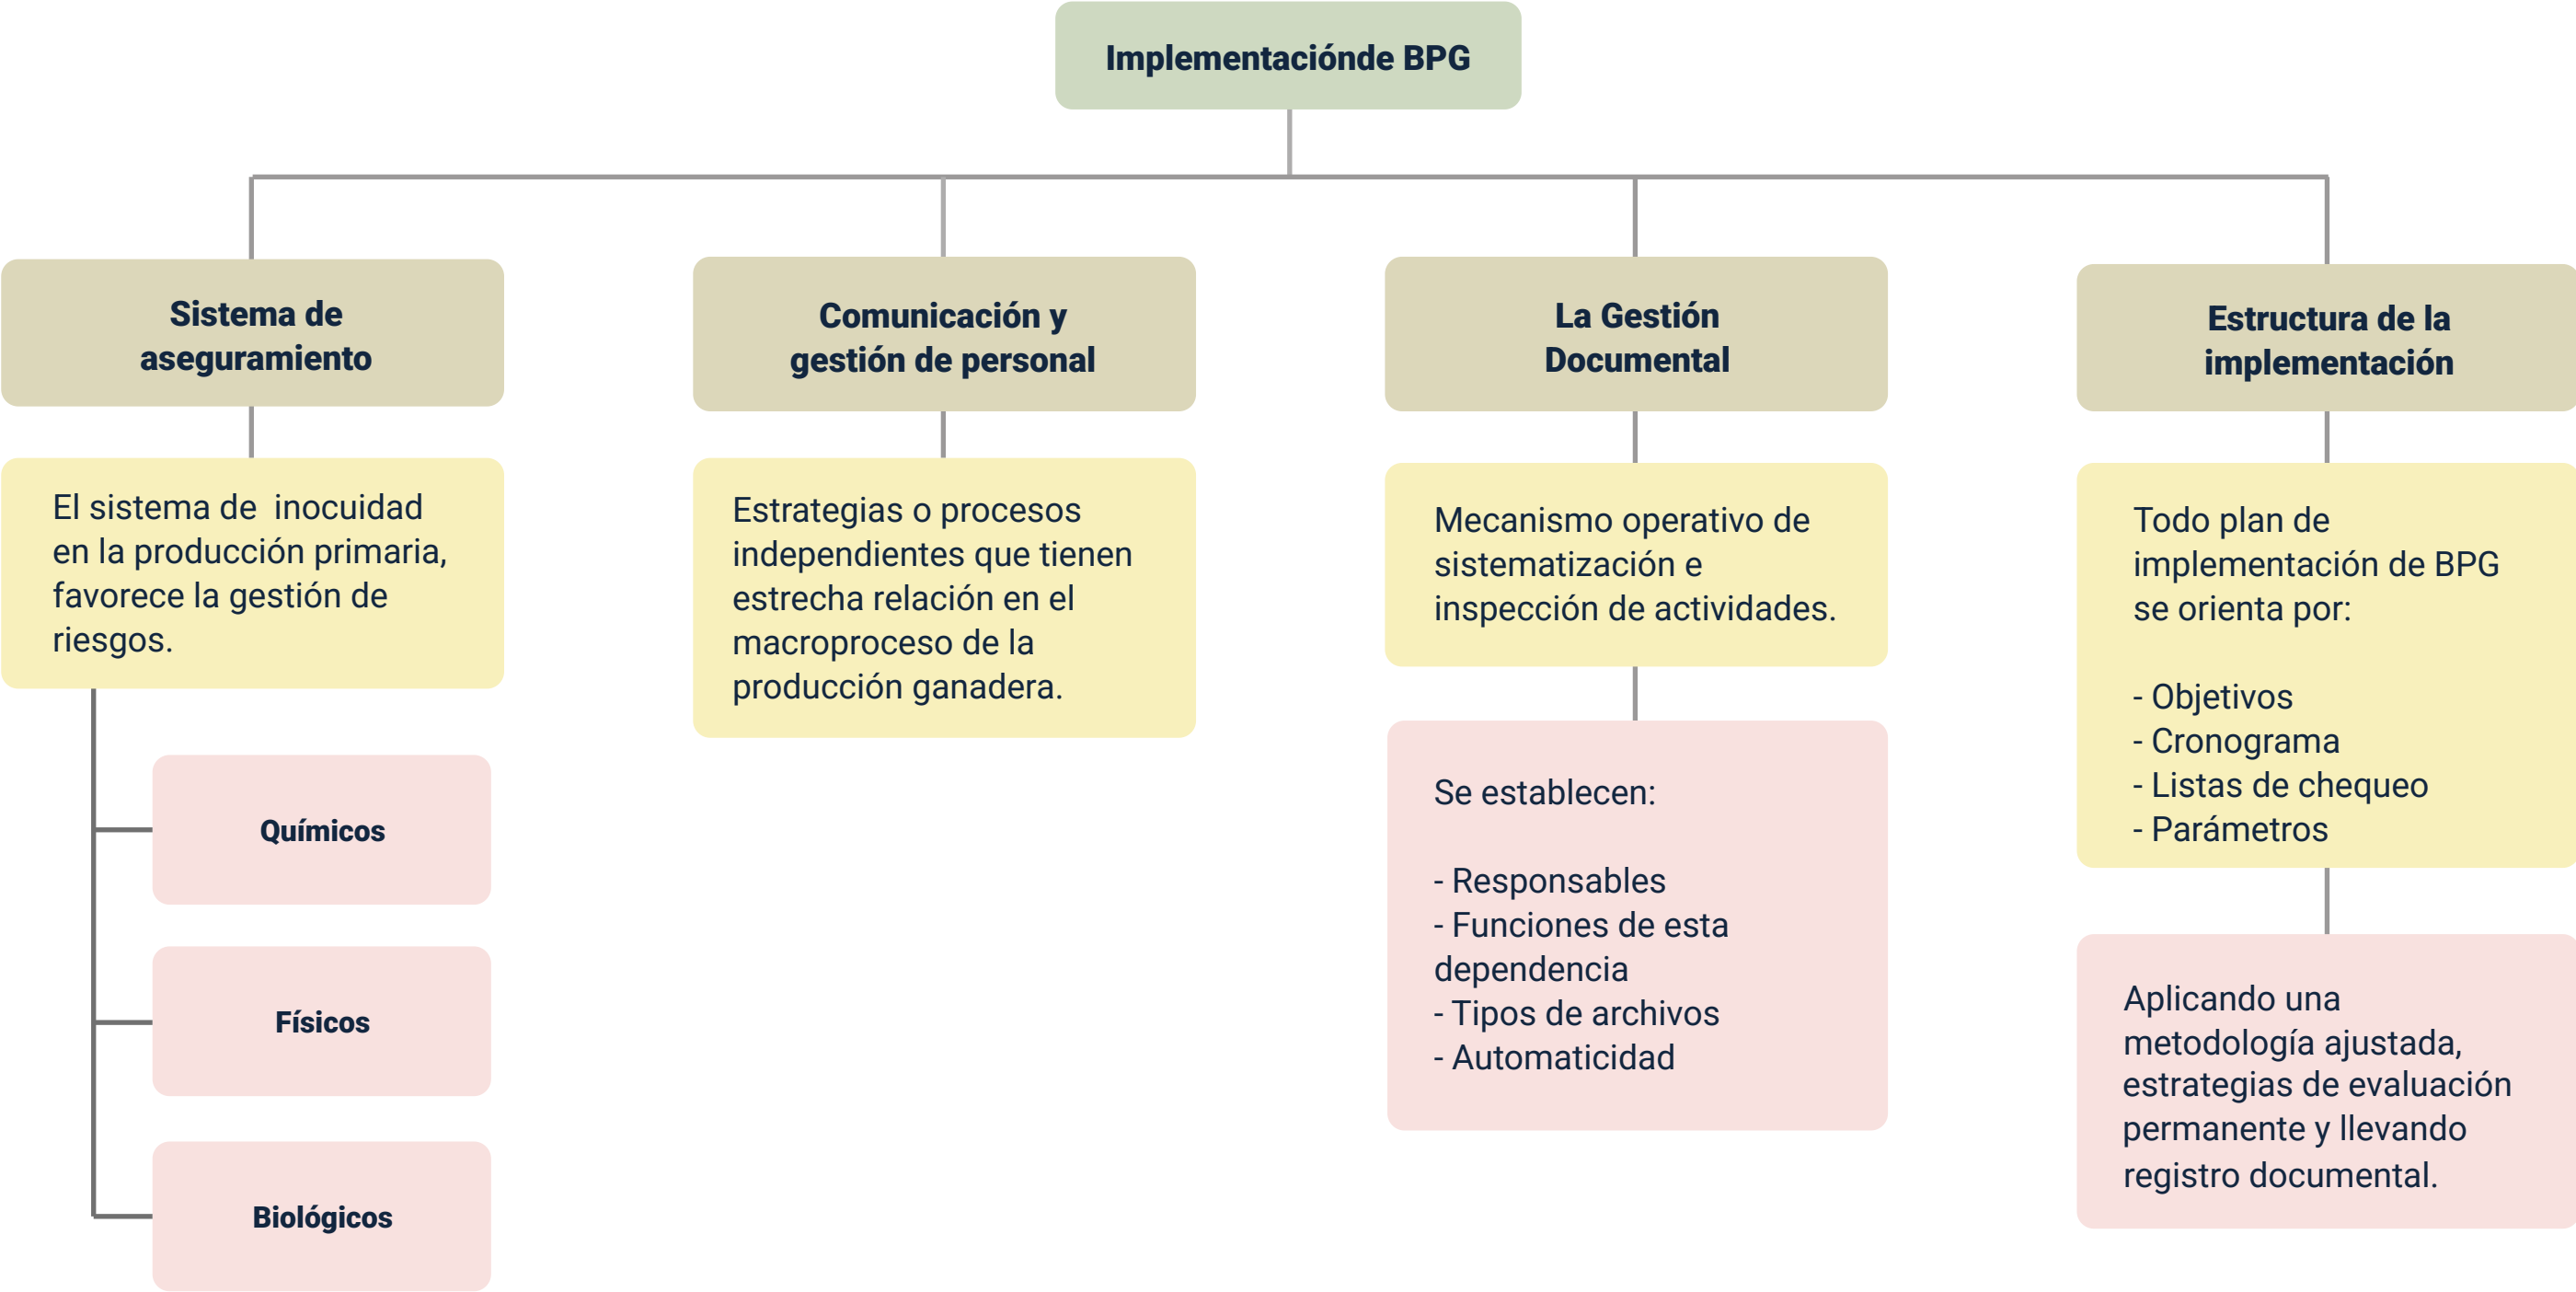 Implementaciónde BPG
Sistema de
aseguramiento
El sistema de  inocuidad
en la producción primaria,
favorece la gestión de
riesgos.
Químicos
Físicos
Biológicos
Comunicación y
gestión de personal
Estrategias o procesos
independientes que tienen
estrecha relación en el
macroproceso de la
producción ganadera.
La Gestión
Documental
Mecanismo operativo de
sistematización e
inspección de actividades.
Se establecen:
- Responsables
- Funciones de esta
dependencia
- Tipos de archivos
- Automaticidad
Estructura de la
implementación
Todo plan de
implementación de BPG
se orienta por:
- Objetivos
- Cronograma
- Listas de chequeo
- Parámetros
Aplicando una
metodología ajustada,
estrategias de evaluación
permanente y llevando
registro documental.